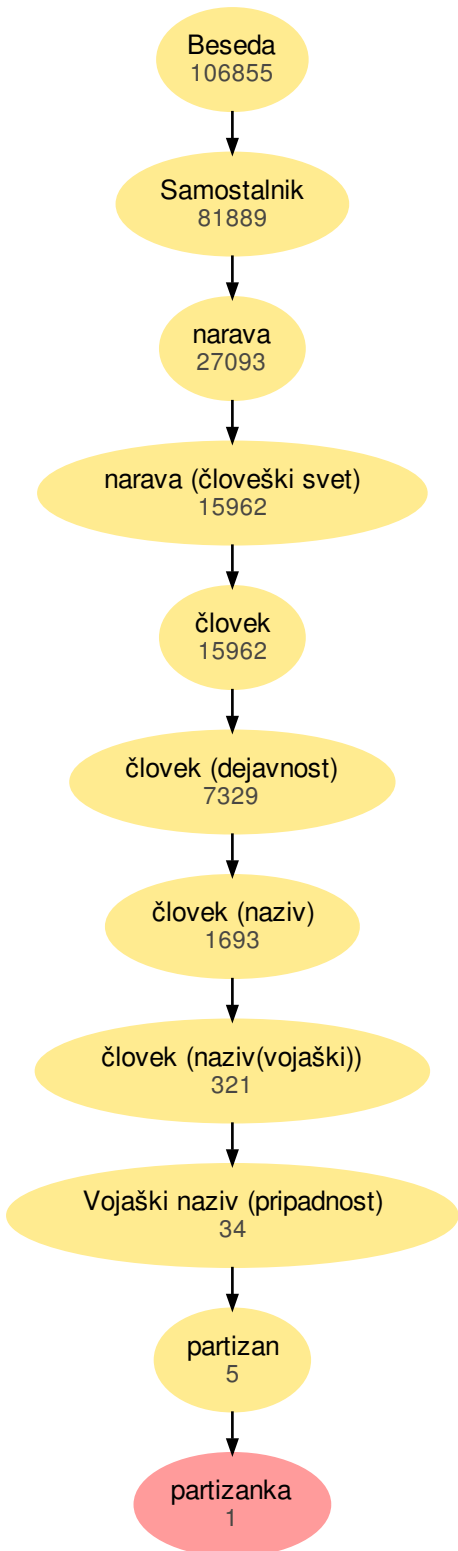 Beseda
106855
Samostalnik
81889
narava
27093
narava (človeški svet)
15962
človek
15962
človek (dejavnost)
7329
človek (naziv)
1693
človek (naziv(vojaški))
321
Vojaški naziv (pripadnost)
34
partizan
5
partizanka
1